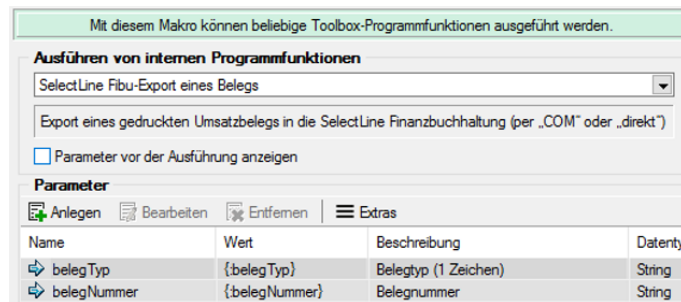 Mit diesem Makro können beliebige Toolbox-Programmfunktionen ausgeführt werden.
Ausführen von internen Programmfunktionen
SelectLine Fibu-Export eines Belegs
Export eines gedruckten Umsatzbelegs in die SelectLine Finanzbuchhaltung (per „COM“ oder „direkt“)
Parameter vor der Ausführung anzeigen
Parameter
Anlegen Bearbeiten Entfernen Extras
Name Wert Beschreibung Datenty
belegTyp {:belegTyp} Belegtyp (1 Zeichen) String
belegNummer {:belegNummer} Belegnummer String